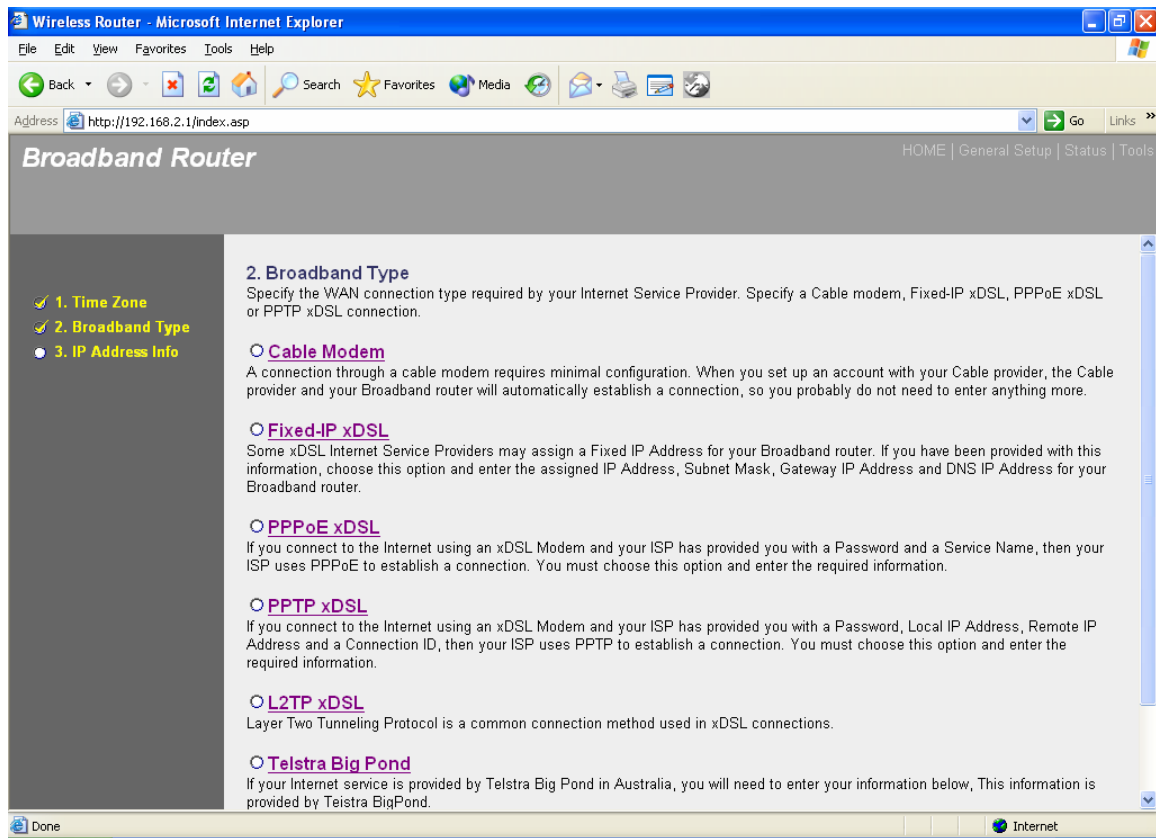 Wireless Router - Microsoft Internet Explorer
File Edit View Favorites Tools Help
Back Search Favorites Media
Address http://192.168.2.1/index.asp Go Links »
Broadband Router
HOME | General Setup | Status | Tools
1. Time Zone
2. Broadband Type
3. IP Address Info
2. Broadband Type
Specify the WAN connection type required by your Internet Service Provider. Specify a Cable modem, Fixed-IP xDSL, PPPoE xDSL
or PPTP xDSL connection.
Cable Modem
A connection through a cable modem requires minimal configuration. When you set up an account with your Cable provider, the Cable
provider and your Broadband router will automatically establish a connection, so you probably do not need to enter anything more.
Fixed-IP xDSL
Some xDSL Internet Service Providers may assign a Fixed IP Address for your Broadband router. If you have been provided with this
information, choose this option and enter the assigned IP Address, Subnet Mask, Gateway IP Address and DNS IP Address for your
Broadband router.
PPPoE xDSL
If you connect to the Internet using an xDSL Modem and your ISP has provided you with a Password and a Service Name, then your
ISP uses PPPoE to establish a connection. You must choose this option and enter the required information.
PPTP xDSL
If you connect to the Internet using an xDSL Modem and your ISP has provided you with a Password, Local IP Address, Remote IP
Address and a Connection ID, then your ISP uses PPTP to establish a connection. You must choose this option and enter the
required information.
L2TP xDSL
Layer Two Tunneling Protocol is a common connection method used in xDSL connections.
Telstra Big Pond
If your Internet service is provided by Telstra Big Pond in Australia, you will need to enter your information below, This information is
provided by Teistra BigPond.
Done Internet